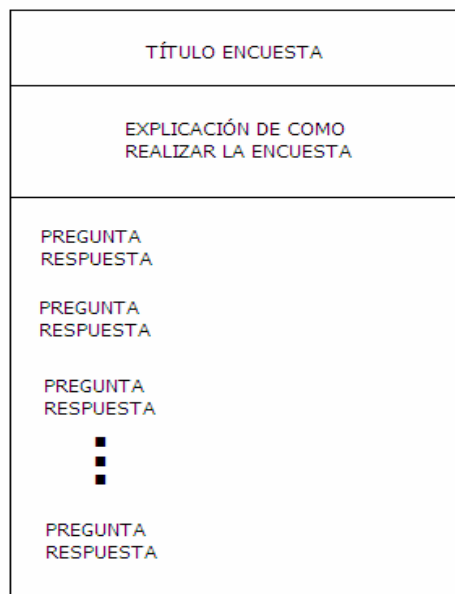 TÍTULO ENCUESTA
EXPLICACIÓN DE COMO
REALIZAR LA ENCUESTA
PREGUNTA
RESPUESTA
PREGUNTA
RESPUESTA
PREGUNTA
RESPUESTA
PREGUNTA
RESPUESTA